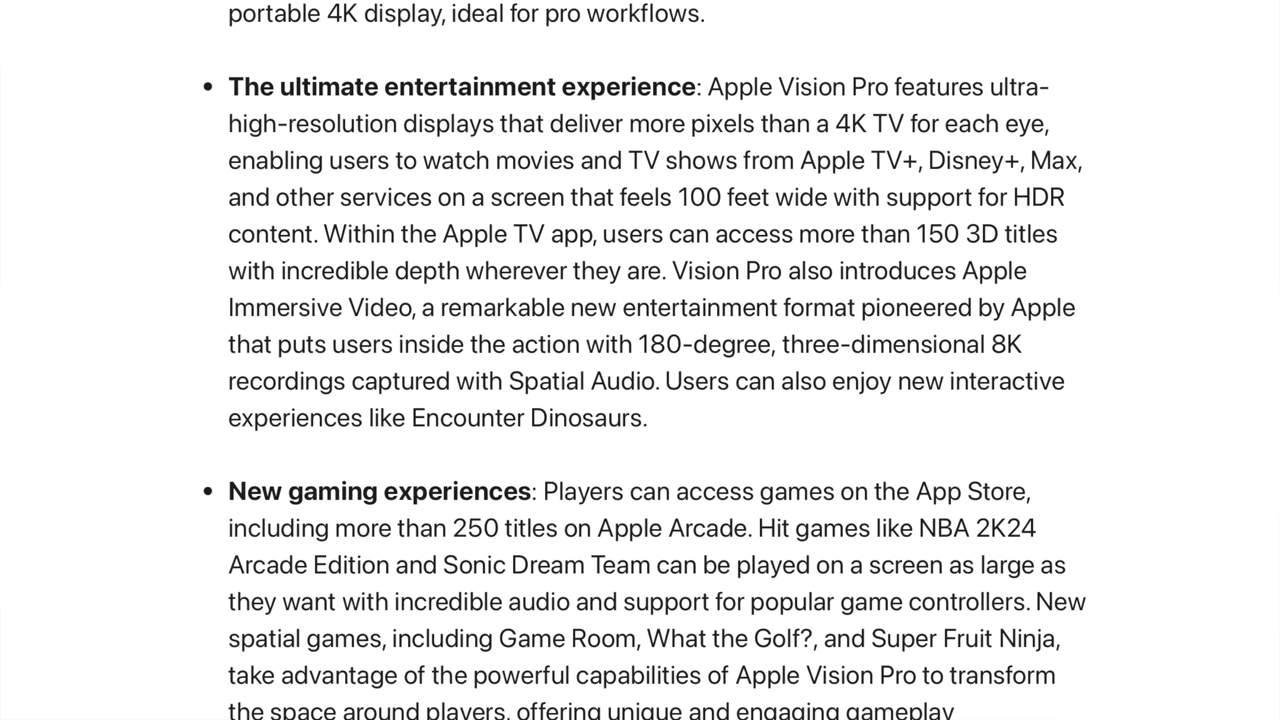 portable 4K display, ideal for pro workflows.
• The ultimate entertainment experience: Apple Vision Pro features ultra-
high-resolution displays that deliver more pixels than a 4K TV for each eye,
enabling users to watch movies and TV shows from Apple TV+, Disney+, Max,
and other services on a screen that feels 100 feet wide with support for HDR
content. Within the Apple TV app, users can access more than 150 3D titles
with incredible depth wherever they are. Vision Pro also introduces Apple
Immersive Video, a remarkable new entertainment format pioneered by Apple
that puts users inside the action with 180-degree, three-dimensional 8K
recordings captured with Spatial Audio. Users can also enjoy new interactive
experiences like Encounter Dinosaurs.
• New gaming experiences: Players can access games on the App Store,
including more than 250 titles on Apple Arcade. Hit games like NBA 2K24
Arcade Edition and Sonic Dream Team can be played on a screen as large as
they want with incredible audio and support for popular game controllers. New
spatial games, including Game Room, What the Golf?, and Super Fruit Ninja,
take advantage of the powerful capabilities of Apple Vision Pro to transform
the space around players, offering unique and engaging gameplay